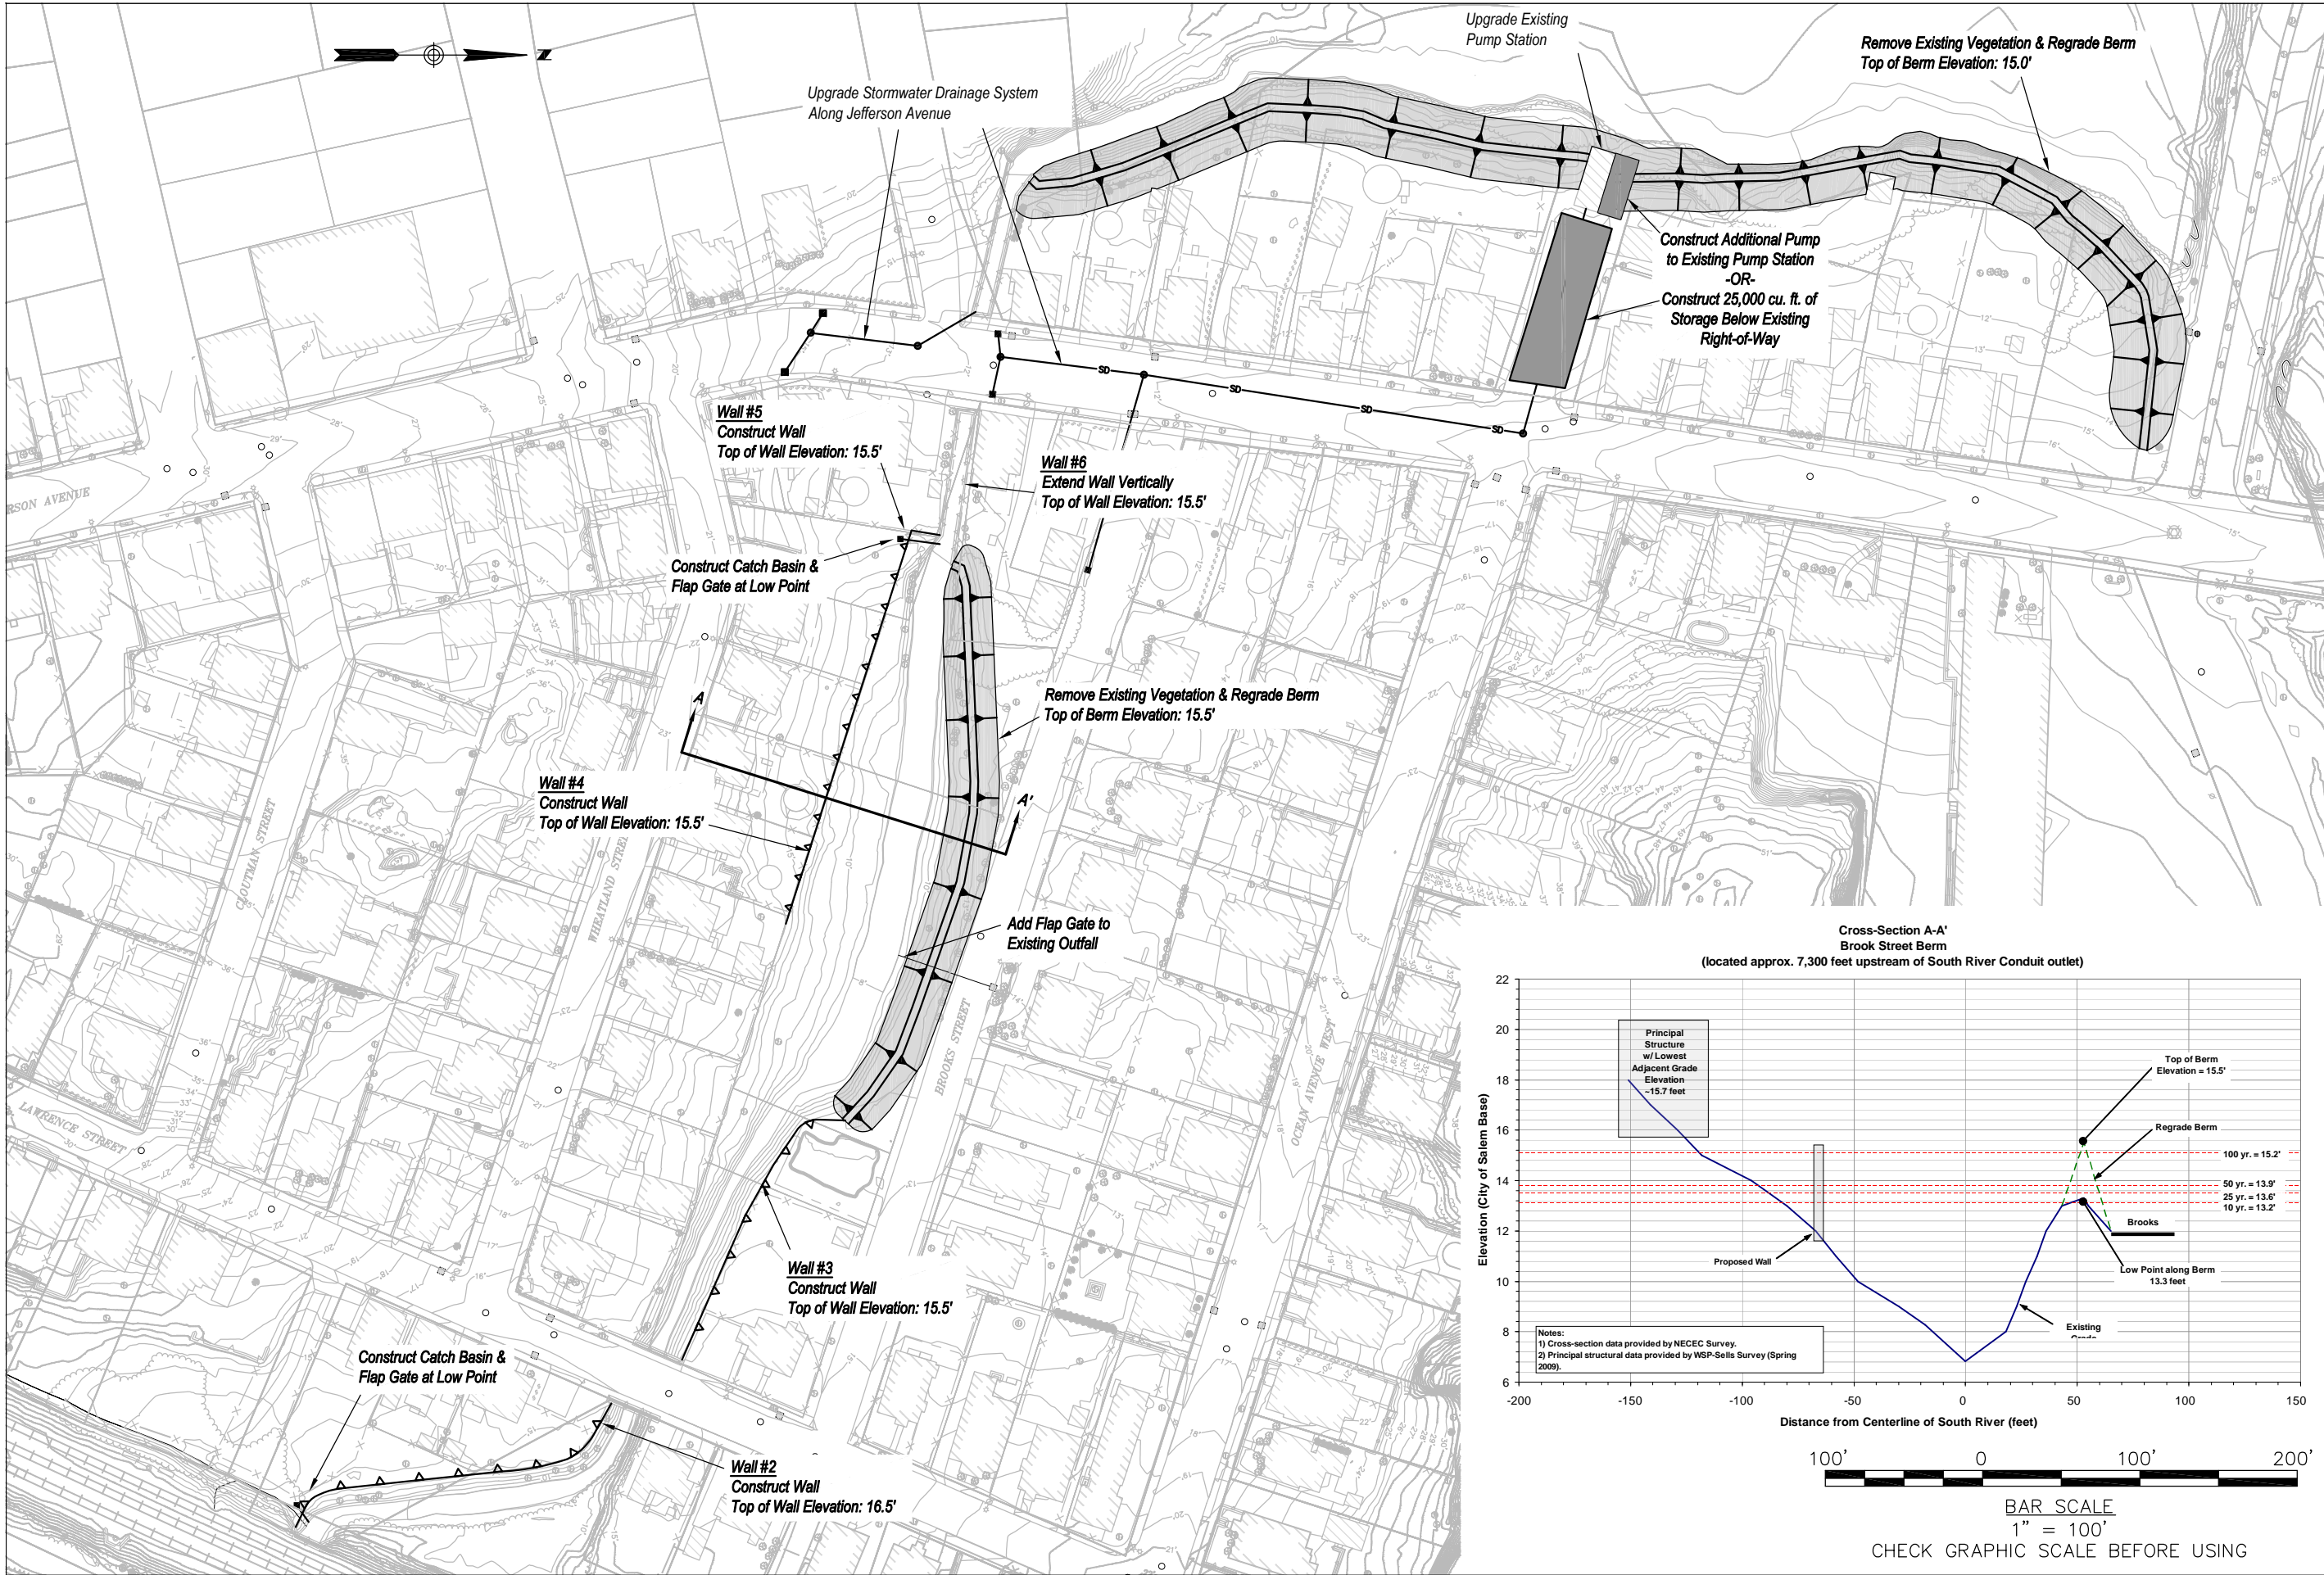 Z
Upgrade Stormwater Drainage System
Along Jefferson Avenue
Upgrade Existing
Pump Station
Remove Existing Vegetation & Regrade Berm
Top of Berm Elevation: 15.0'
Construct Additional Pump
to Existing Pump Station
-OR-
Construct 25,000 cu. ft. of
Storage Below Existing
Right-of-Way
SD
SD
SD
SD
Wall #5
Construct Wall
Top of Wall Elevation: 15.5'
Wall #6
Extend Wall Vertically
Top of Wall Elevation: 15.5'
RSON AVENUE
Construct Catch Basin &
Flap Gate at Low Point
A
Remove Existing Vegetation & Regrade Berm
Top of Berm Elevation: 15.5'
A'
Wall #4
Construct Wall
Top of Wall Elevation: 15.5'
CLOUTMAN STREET
WHEATLAND STREE
Add Flap Gate to
Existing Outfall
BROOKS STREET
OCEAN AVENUE WEST
LAWRENCE STREET
Wall #3
Construct Wall
Top of Wall Elevation: 15.5'
Construct Catch Basin &
Flap Gate at Low Point
Wall #2
Construct Wall
Top of Wall Elevation: 16.5'
Cross-Section A-A'
Brook Street Berm
(located approx. 7,300 feet upstream of South River Conduit outlet)
Elevation (City of Salem Base)
22
20
18
16
14
12
10
8
6
Principal
Structure
w/ Lowest
Adjacent Grade
Elevation
~15.7 feet
Top of Berm
Elevation = 15.5'
Regrade Berm
100 yr. = 15.2'
50 yr. = 13.9'
25 yr. = 13.6'
10 yr. = 13.2'
Brooks
Proposed Wall
Low Point along Berm
13.3 feet
Existing
Grade
Notes:
1) Cross-section data provided by NECEC Survey.
2) Principal structural data provided by WSP-Sells Survey (Spring
2009).
-200 -150 -100 -50 0 50 100 150
Distance from Centerline of South River (feet)
100' 0 100' 200'
BAR SCALE
1" = 100'
CHECK GRAPHIC SCALE BEFORE USING